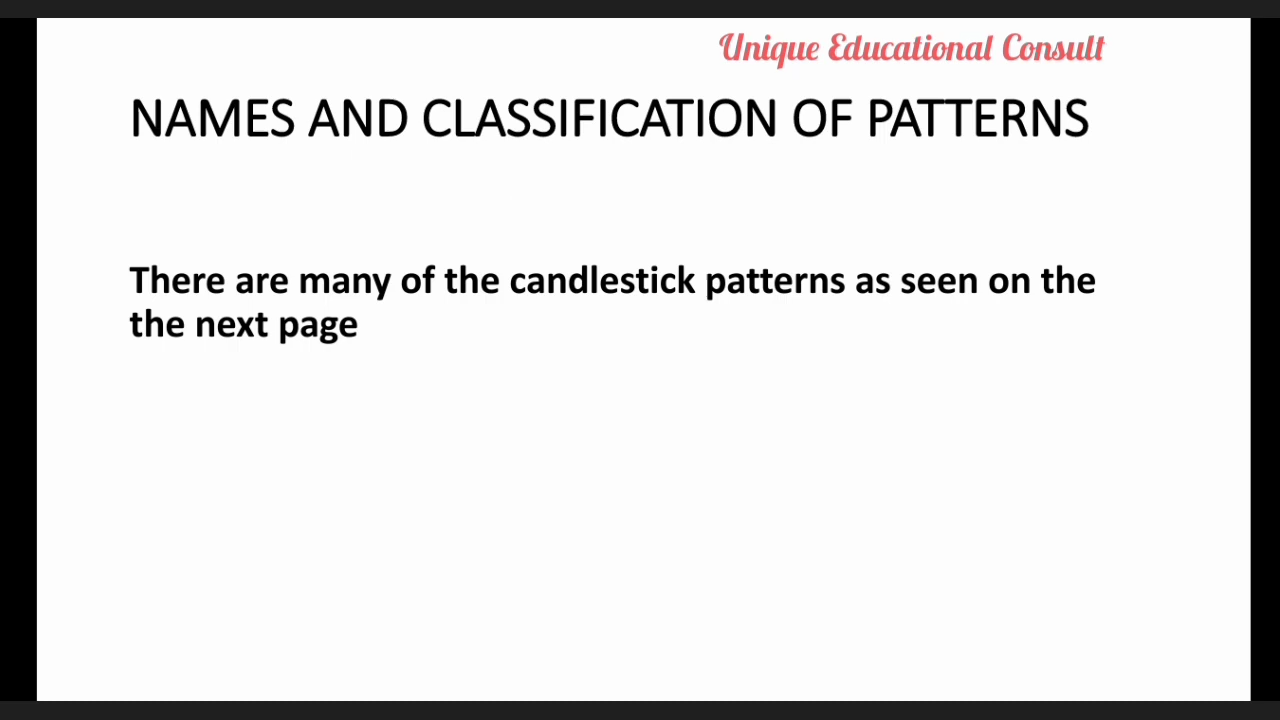 Unique Educational Consult
NAMES AND CLASSIFICATION OF PATTERNS
There are many of the candlestick patterns as seen on the
the next page